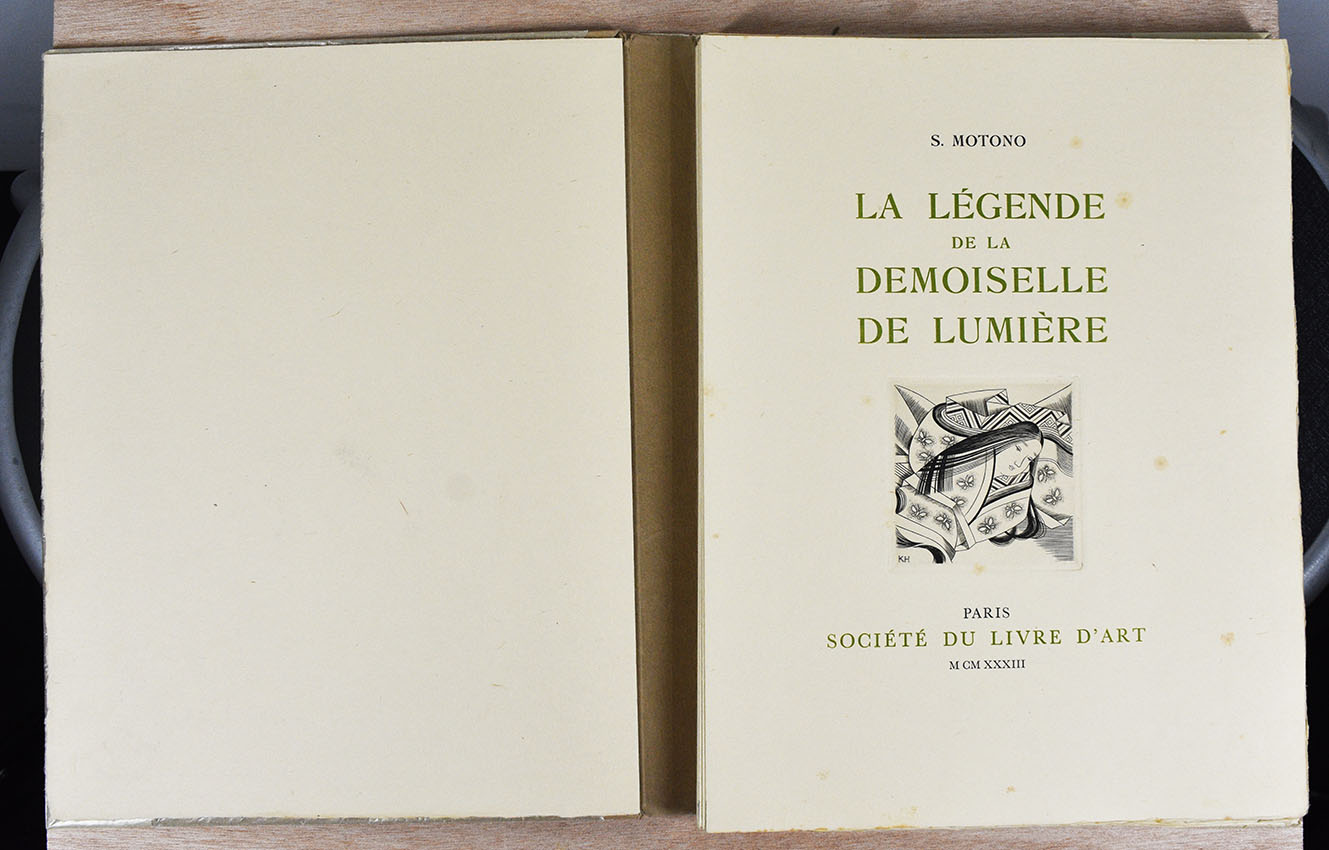 S. MOTONO
LA LÉGENDE
DE LA
DEMOISELLE
DE LUMIÈRE
KH
PARIS
SOCIÉTÉ DU LIVRE D'ART
M CM XXXIII